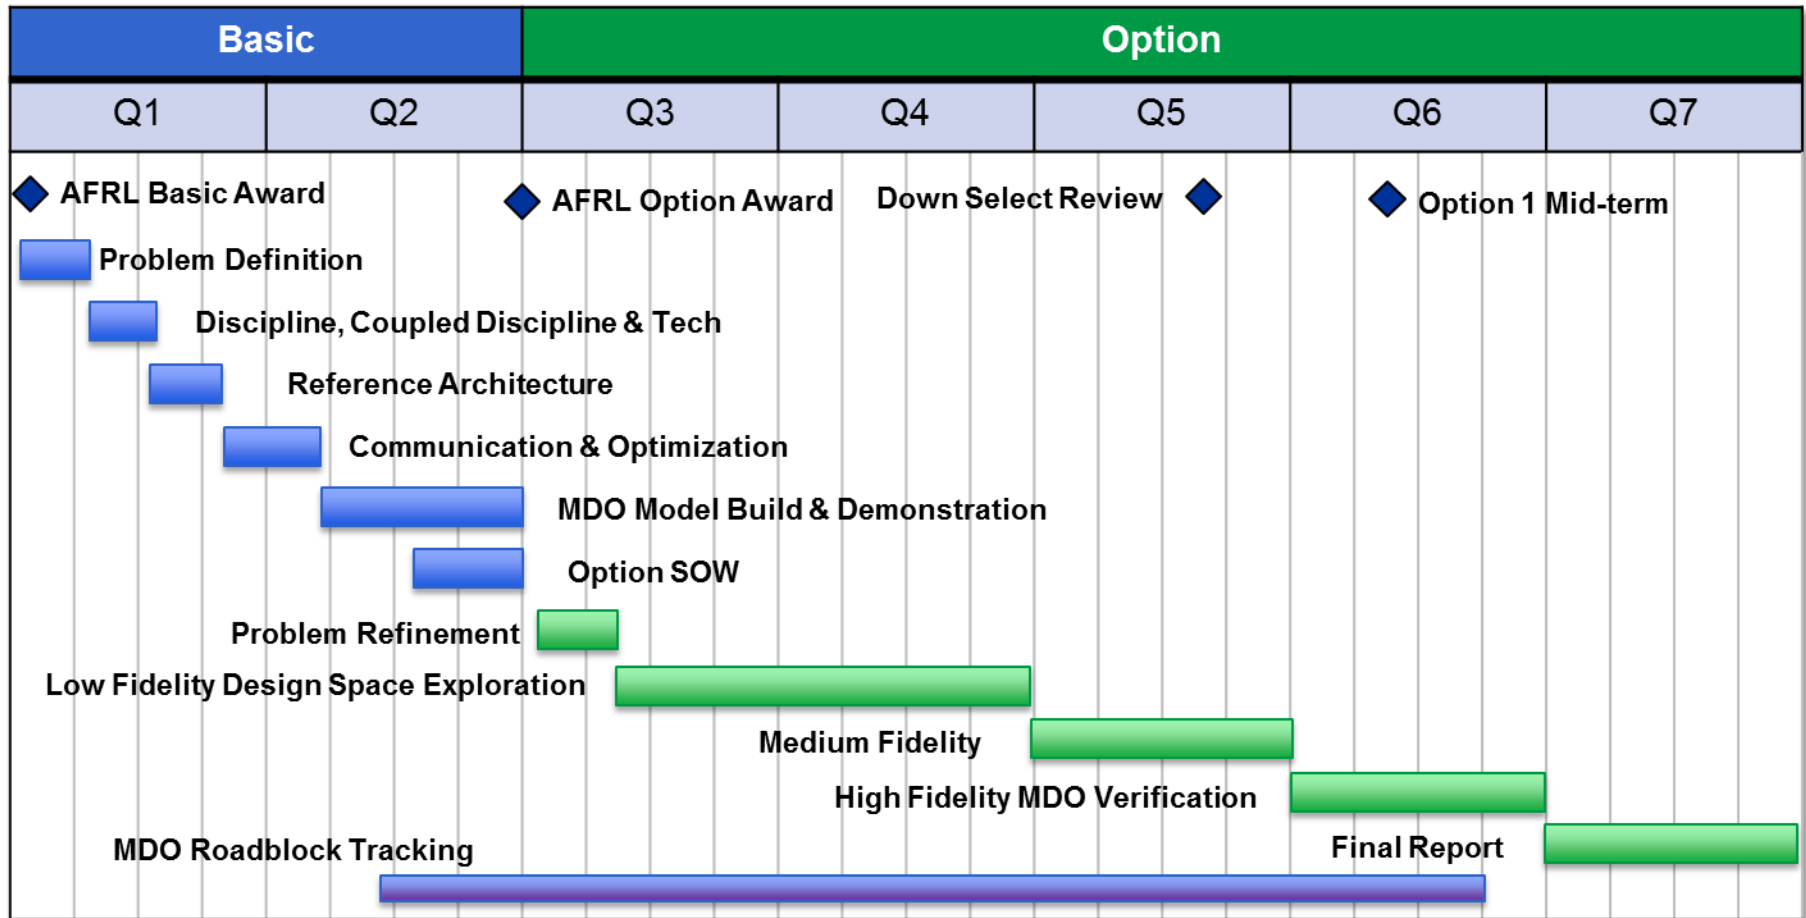 Basic Option
Q1 Q2 Q3 Q4 Q5 Q6 Q7
AFRL Basic Award
AFRL Option Award
Down Select Review
Option 1 Mid-term
Problem Definition
Discipline, Coupled Discipline & Tech
Reference Architecture
Communication & Optimization
MDO Model Build & Demonstration
Option SOW
Problem Refinement
Low Fidelity Design Space Exploration
Medium Fidelity
High Fidelity MDO Verification
Final Report
MDO Roadblock Tracking